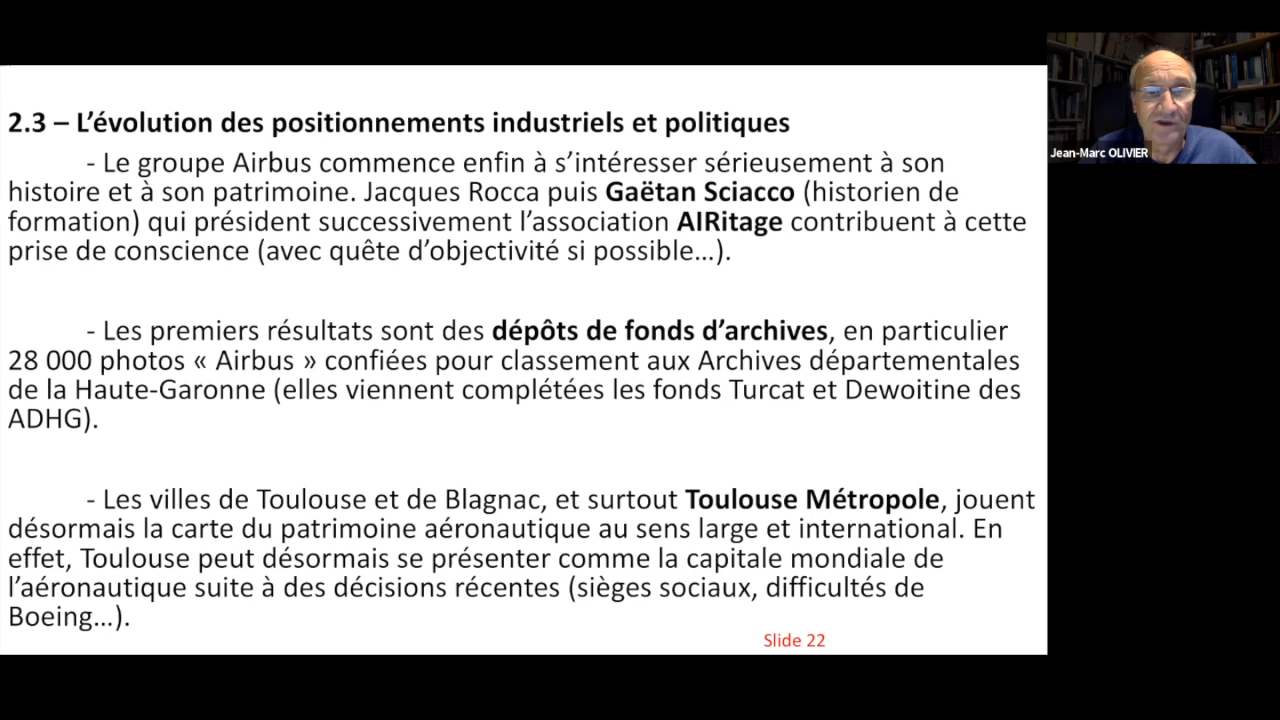 2.3 – L’évolution des positionnements industriels et politiques
- Le groupe Airbus commence enfin à s’intéresser sérieusement à son
histoire et à son patrimoine. Jacques Rocca puis Gaëtan Sciacco (historien de
formation) qui président successivement l’association AIRitage contribuent à cette
prise de conscience (avec quête d’objectivité si possible…).
- Les premiers résultats sont des dépôts de fonds d’archives, en particulier
28 000 photos « Airbus » confiées pour classement aux Archives départementales
de la Haute-Garonne (elles viennent complétées les fonds Turcat et Dewoitine des
ADHG).
- Les villes de Toulouse et de Blagnac, et surtout Toulouse Métropole, jouent
désormais la carte du patrimoine aéronautique au sens large et international. En
effet, Toulouse peut désormais se présenter comme la capitale mondiale de
l’aéronautique suite à des décisions récentes (sièges sociaux, difficultés de
Boeing…).
Slide 22
Jean-Marc OLIVIER